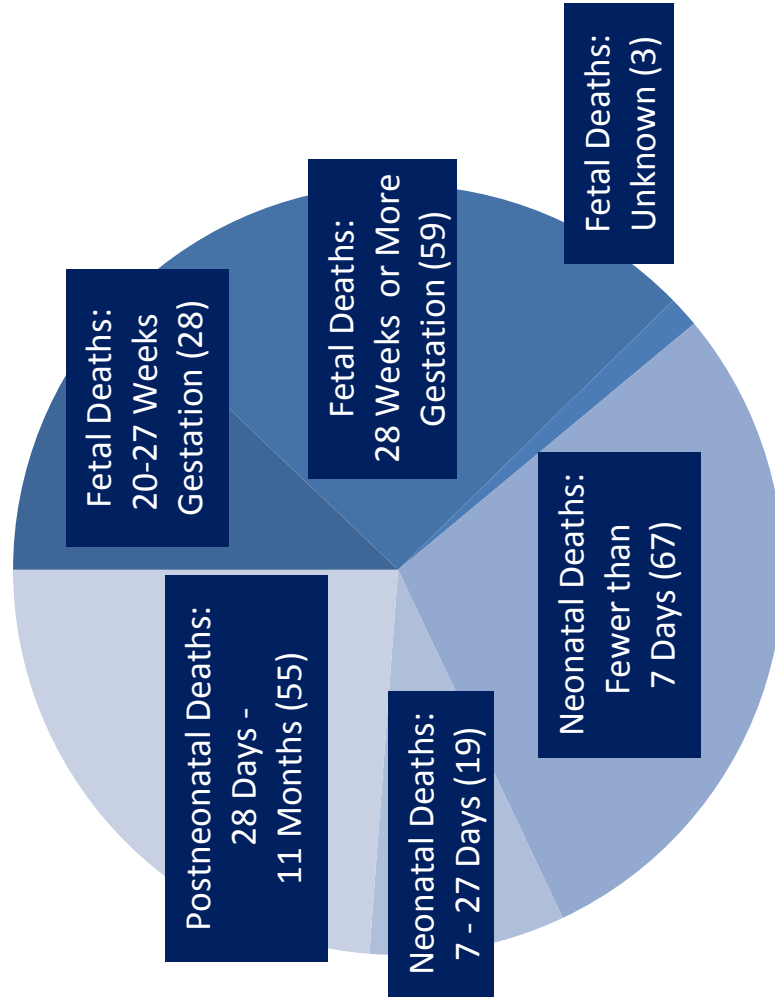 Fetal Deaths:
20-27 Weeks
Gestation (28)
Fetal Deaths:
28 Weeks or More
Gestation (59)
Fetal Deaths:
Unknown (3)
Neonatal Deaths:
Fewer than
7 Days (67)
Neonatal Deaths:
7 - 27 Days (19)
Postneonatal Deaths:
28 Days -
11 Months (55)